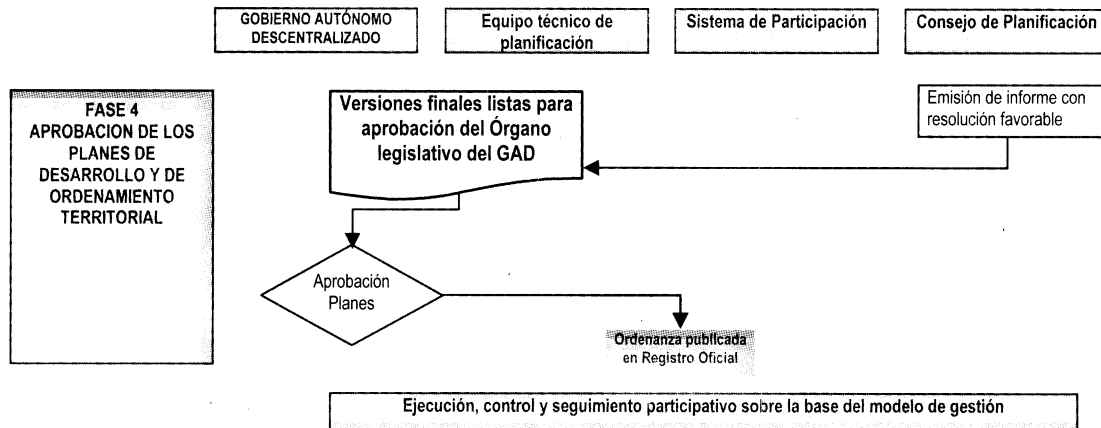 GOBIERNO AUTÓNOMO
DESCENTRALIZADO
Equipo técnico de
planificación
Sistema de Participación
Consejo de Planificación
FASE 4
APROBACION DE LOS
PLANES DE
DESARROLLO Y DE
ORDENAMIENTO
TERRITORIAL
Versiones finales listas para
aprobación del Órgano
legislativo del GAD
Emisión de informe con
resolución favorable
Aprobación
Planes
Ordenanza publicada
en Registro Oficial
Ejecución, control y seguimiento participativo sobre la base del modelo de gestión